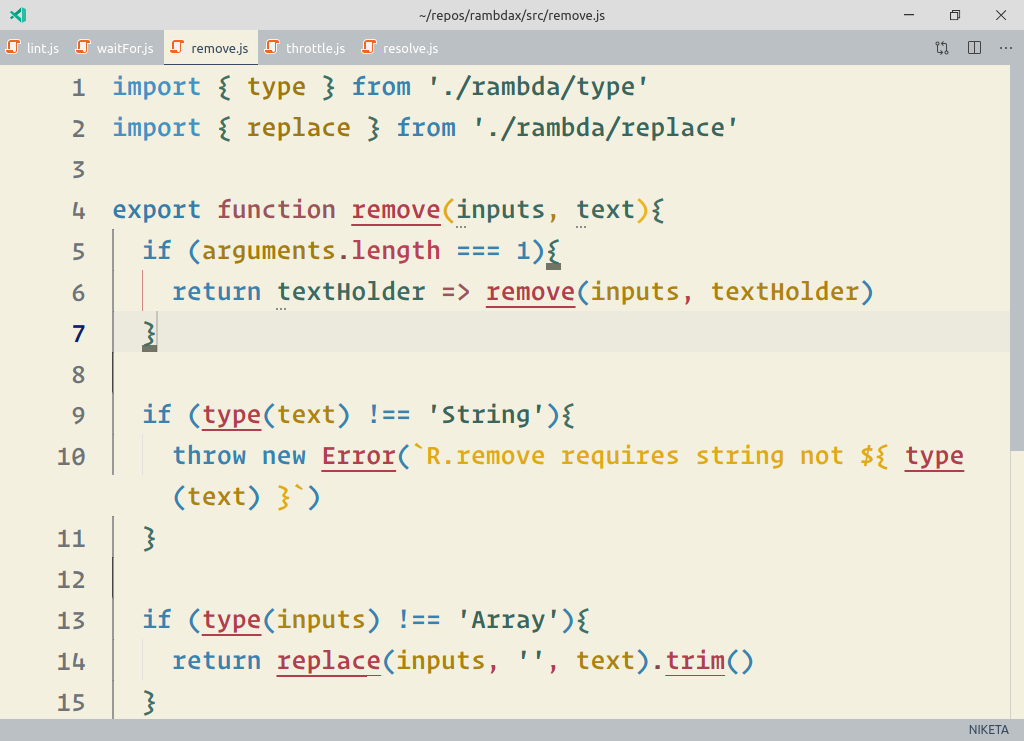 ~/repos/rambdax/src/remove.js
lint.js waitFor.js remove.js throttle.js resolve.js
1 import { type } from './rambda/type'
2 import { replace } from './rambda/replace'
3
4 export function remove(inputs, text){
5 if (arguments.length === 1){
6 return textHolder => remove(inputs, textHolder)
7 }
8
9 if (type(text) !== 'String'){
10 throw new Error(`R.remove requires string not ${ type
(text) }`)
11 }
12
13 if (type(inputs) !== 'Array'){
14 return replace(inputs, '', text).trim()
15 }
NIKETA